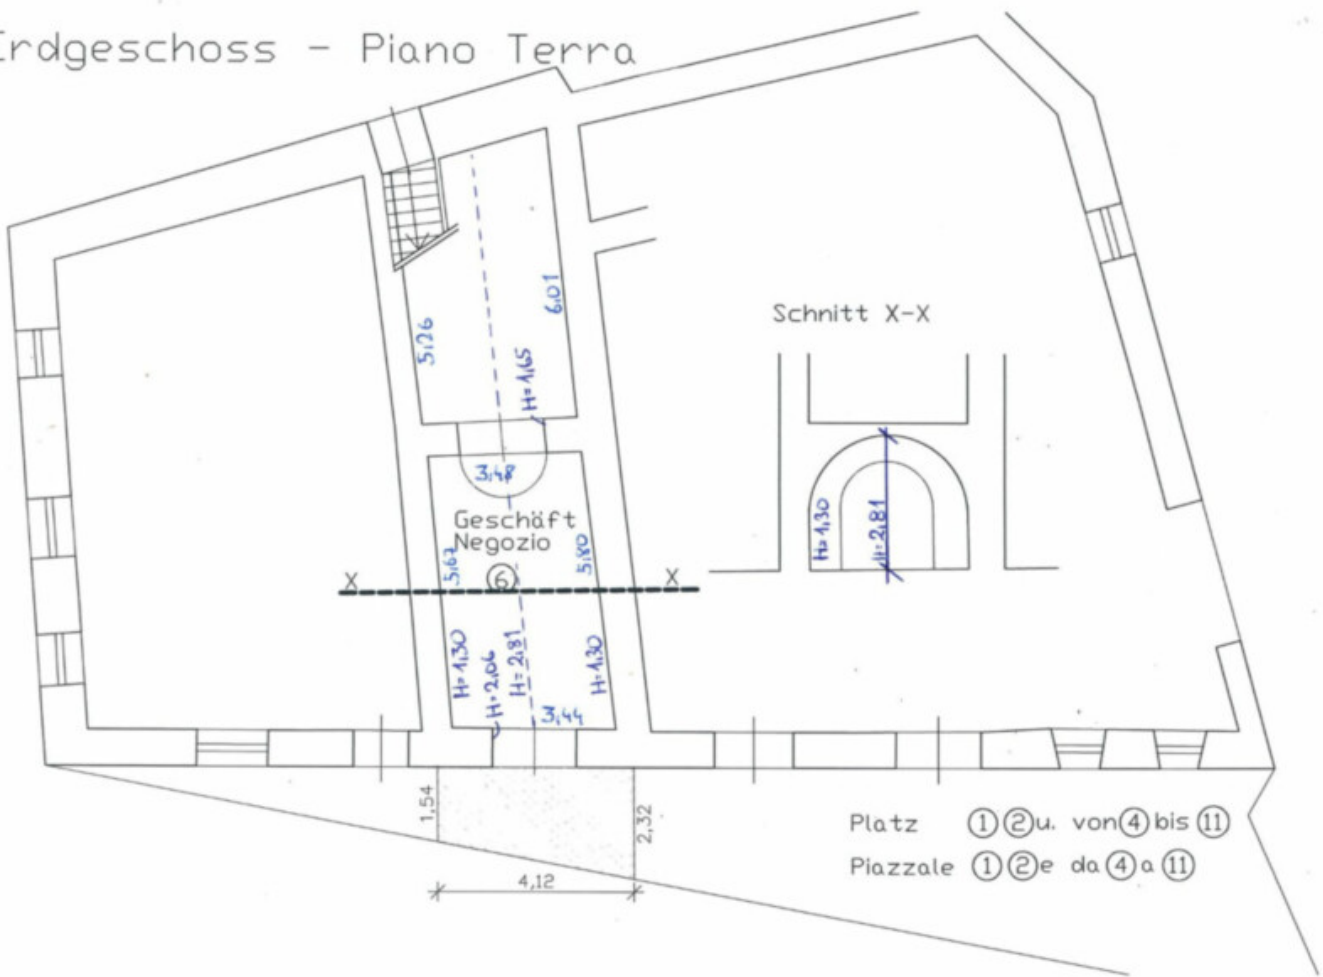 Erdgeschoss - Piano Terra
6,01
5,26
H=1,65
Schnitt X-X
3,48
Geschäft
Negozio
H=1,30
H=2,81
5,67
5,80
6
X
X
H=1,30
H=2,06
H=2,81
H=1,30
3,44
1,54
2,32
4,12
Platz 1 2 u. von 4 bis 11
Piazzale 1 2 e da 4 a 11